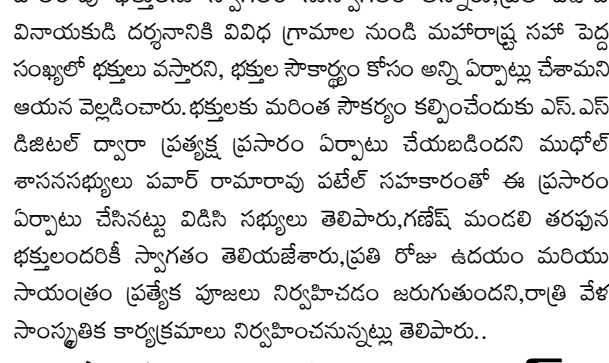 వినాయకుడి దర్శనానికి వివిధ గ్రామాల నుండి మహారాష్ట్ర సహా పెద్ద
సంఖ్యలో భక్తులు వస్తారని, భక్తుల సౌకార్థ్యం కోసం అన్ని ఏర్పాట్లు చేశామని
ఆయన వెల్లడించారు.భక్తులకు మరింత సౌకర్యం కల్పించేందుకు ఎస్.ఎస్
డిజిటల్ ద్వారా ప్రత్యక్ష ప్రసారం ఏర్పాటు చేయబడిందని ముధోల్
శాసనసభ్యులు పవార్ రామారావు పటేల్ సహకారంతో ఈ ప్రసారం
ఏర్పాటు చేసినట్టు విడిసి సభ్యులు తెలిపారు,గణేష్ మండలి తరఫున
భక్తులందరికీ స్వాగతం తెలియజేశారు,ప్రతి రోజు ఉదయం మరియు
సాయంత్రం ప్రత్యేక పూజలు నిర్వహించడం జరుగుతుందని,రాత్రి వేళ
సాంస్కృతిక కార్యక్రమాలు నిర్వహించనున్నట్లు తెలిపారు..